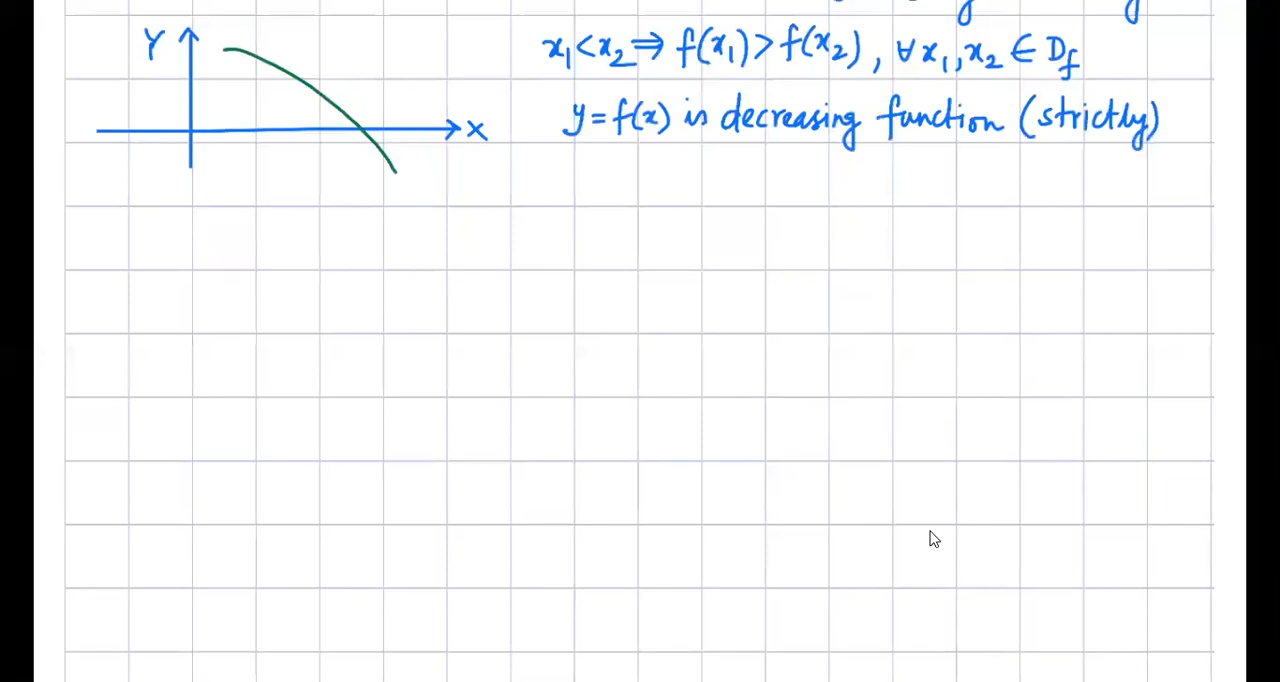 Y
x₁<x₂ ⇒ f(x₁)>f(x₂), ∀ x₁,x₂ ∈ D_f
y=f(x) is decreasing function (strictly)
X